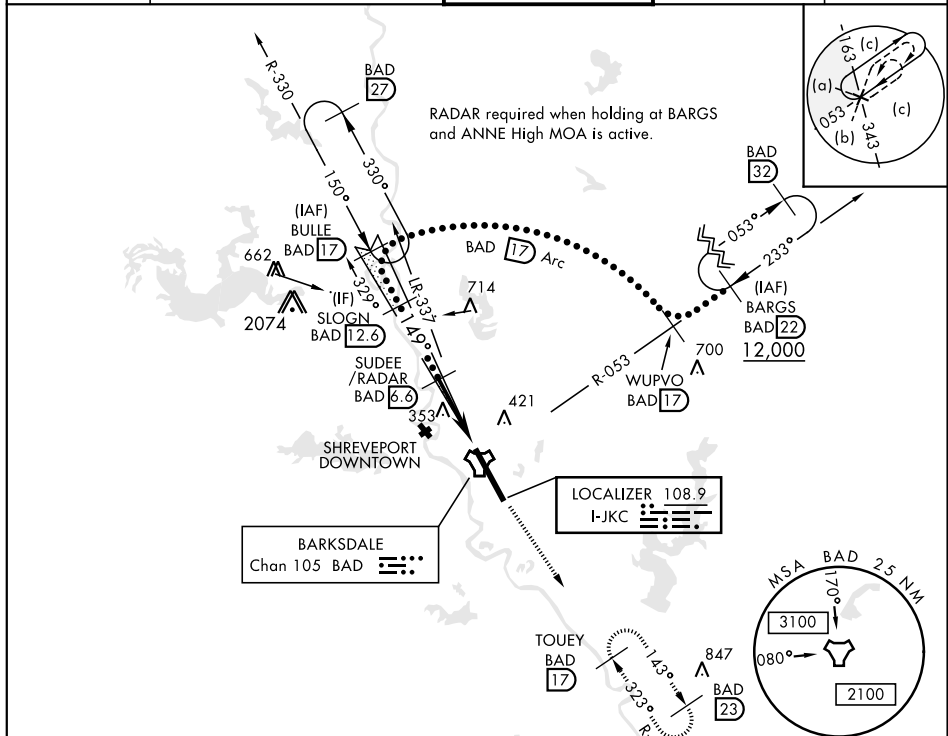 R-330
BAD
27
RADAR required when holding at BARGS
and ANNE High MOA is active.
163
(c)
(a)
053
(b)
(c)
343
BAD
32
150°
330°
053°
233°
(IAF)
BULLE
BAD 17
BAD 17 Arc
(IAF)
BARGS
BAD 22
12,000
662
2074
329°
(IF)
SLOGN
BAD 12.6
LR-337
149°
714
700
R-053
WUPVO
BAD 17
SUDEE
/RADAR
BAD 6.6
353
421
SHREVEPORT
DOWNTOWN
LOCALIZER 108.9
I-JKC
BARKSDALE
Chan 105 BAD
MSA BAD 25 NM
170°
3100
080°
2100
TOUEY
BAD
17
143°
323°
847
BAD
23